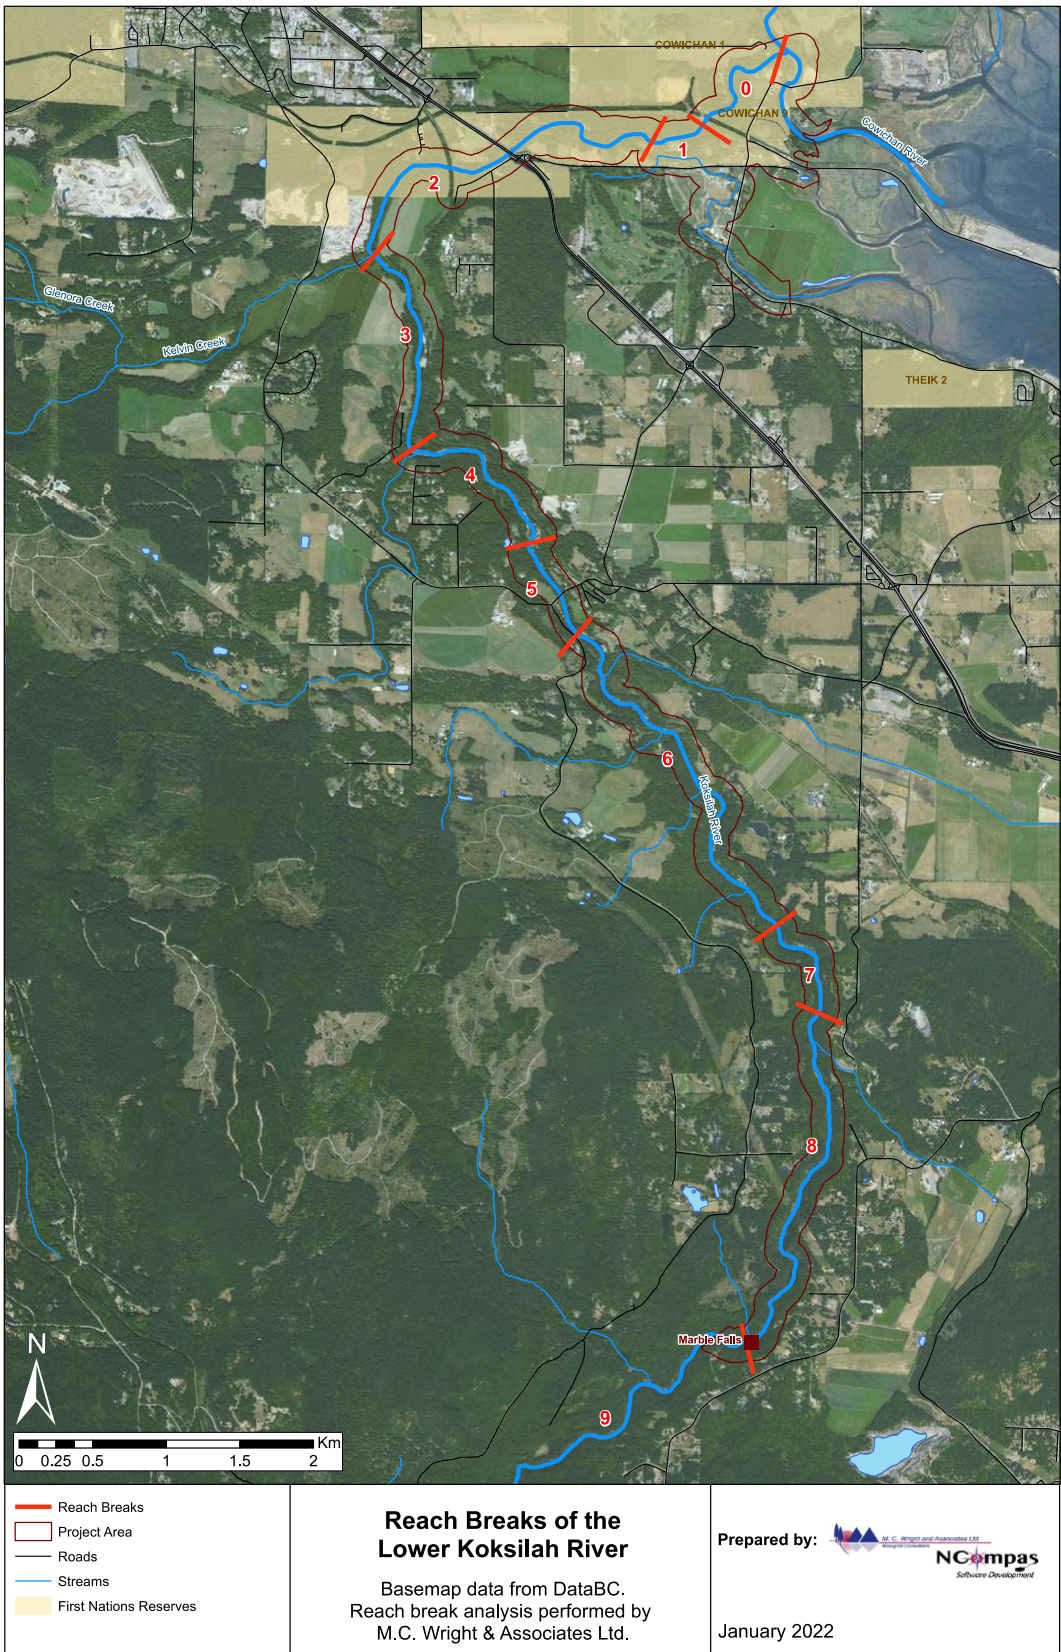 COWICHAN 1
0
COWICHAN 9
Cowichan River
1
2
Glenora Creek
Kelvin Creek
3
THEIK 2
4
5
6
Koksilah River
7
8
Marble Falls
9
N
Km
0 0.25 0.5 1 1.5 2
Reach Breaks
Project Area
Roads
Streams
First Nations Reserves
Reach Breaks of the
Lower Koksilah River
Basemap data from DataBC.
Reach break analysis performed by
M.C. Wright & Associates Ltd.
Prepared by:
M. C. Wright and Associates Ltd.
Biological Consultants
NCompas
Software Development
January 2022